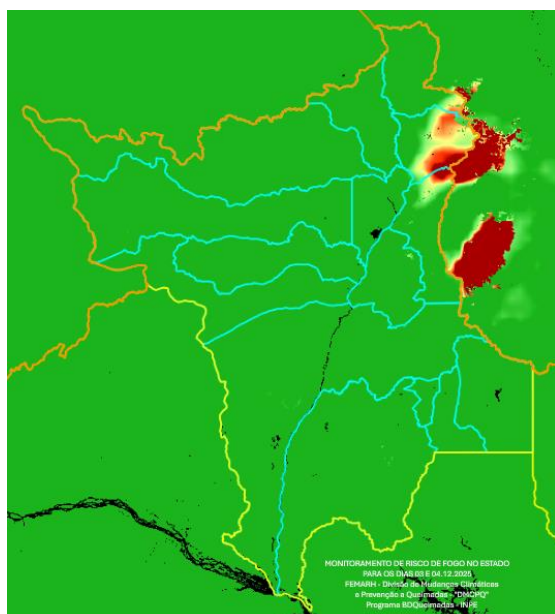 MONITORAMENTO DE RISCO DE FOGO NO ESTADO
PARA OS DIAS 03 E 04.12.2025
FEMARH - Divisão de Mudanças Climáticas
e Prevenção a Queimadas - "DMCPQ"
Programa BDQueimadas - INPE